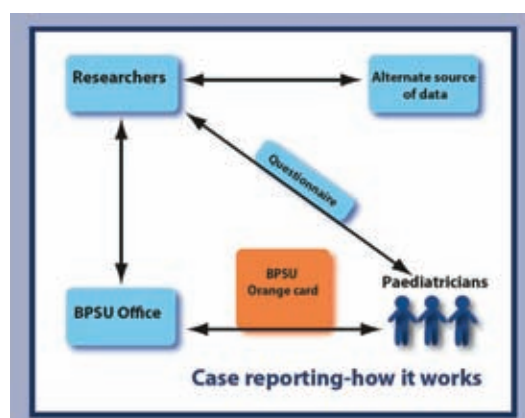 Researchers
Alternate source
of data
Questionnaire
BPSU
Orange card
Paediatricians
BPSU Office
Case reporting-how it works